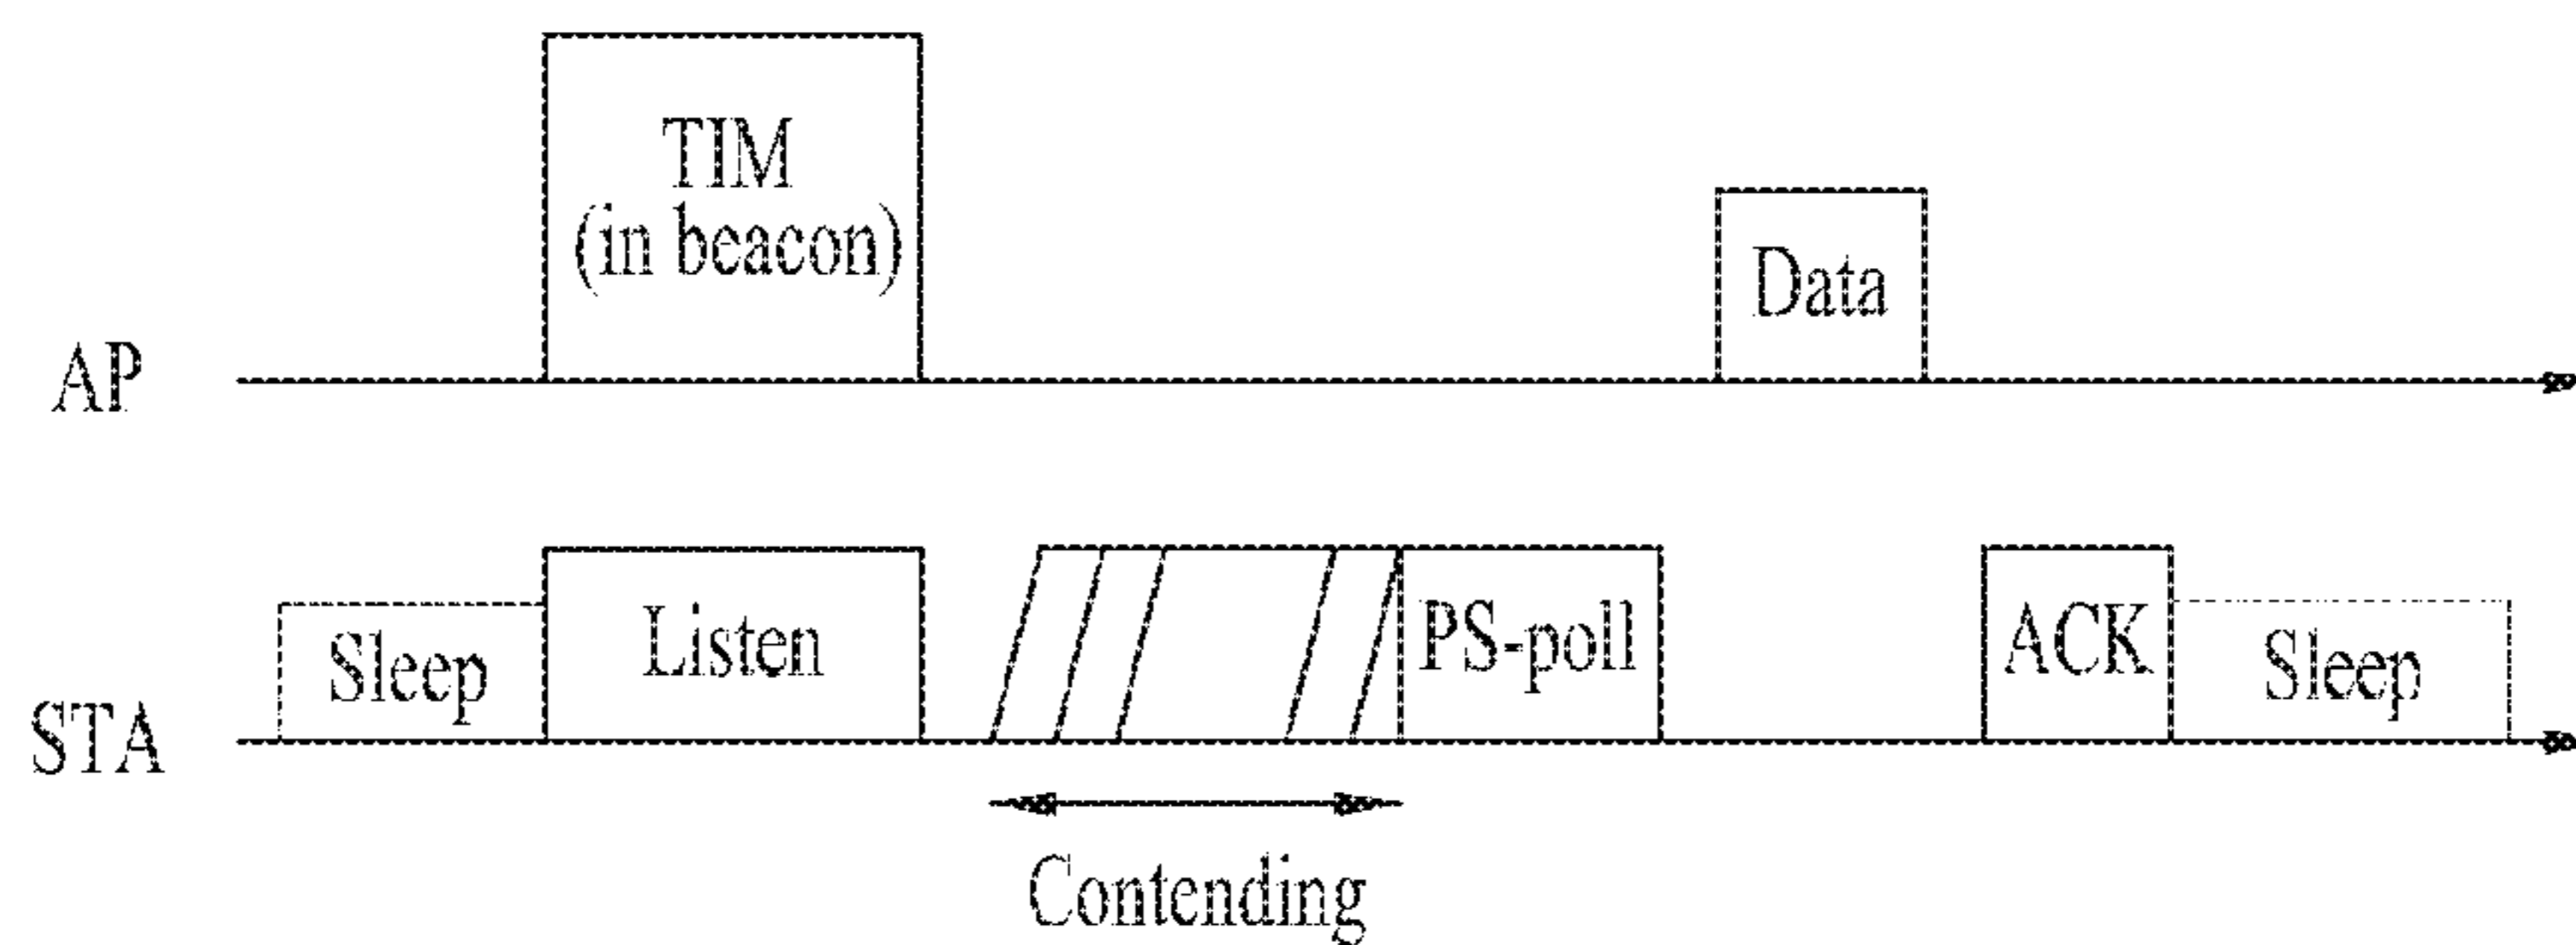 TIM
(in beacon)
Data
AP
Sleep
Listen
PS-poll
ACK
Sleep
STA
Contending